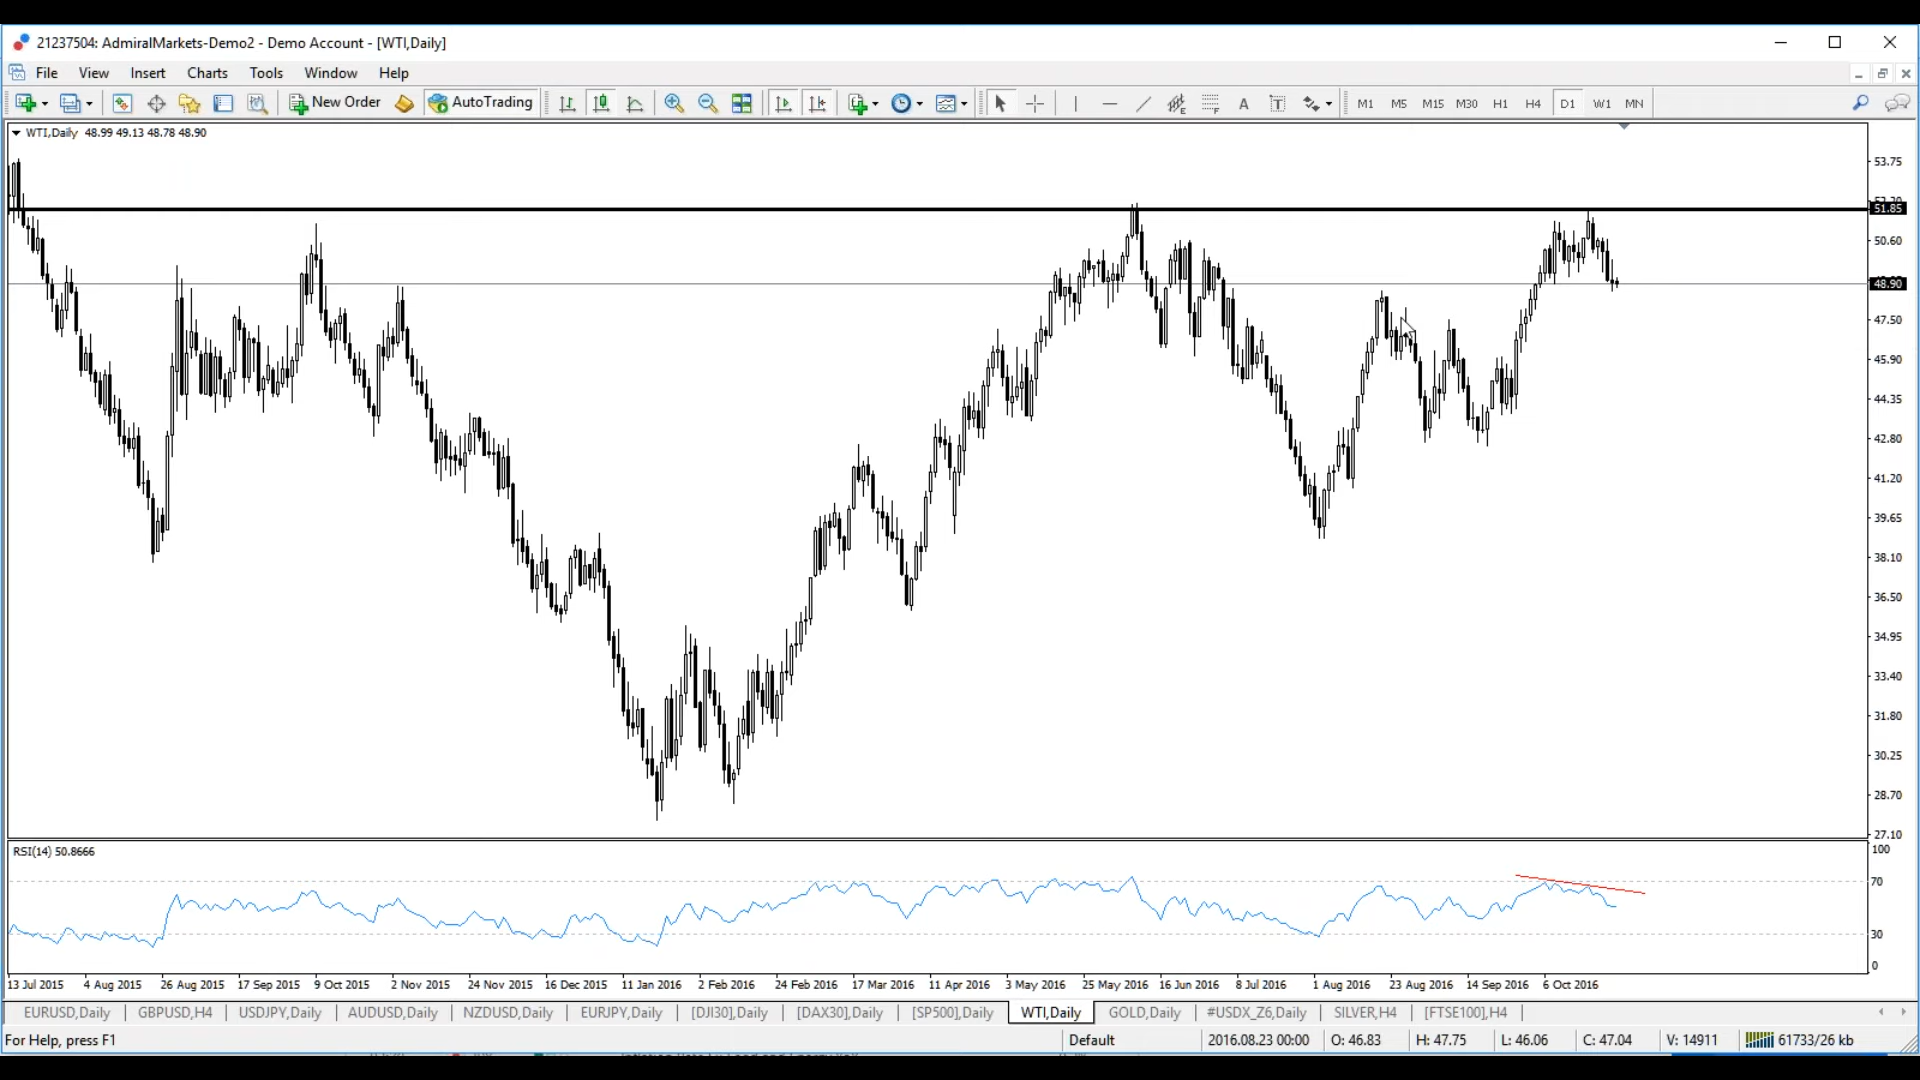 21237504: AdmiralMarkets-Demo2 - Demo Account - [WTI,Daily]
File View Insert Charts Tools Window Help
New Order AutoTrading A T M1 M5 M15 M30 H1 H4 D1 W1 MN
WTI,Daily 48.99 49.13 48.78 48.90
53.75
51.85
50.60
48.90
47.50
45.90
44.35
42.80
41.20
39.65
38.10
36.50
34.95
33.40
31.80
30.25
28.70
27.10
RSI(14) 50.8666
100
70
30
0
13 Jul 2015 4 Aug 2015 26 Aug 2015 17 Sep 2015 9 Oct 2015 2 Nov 2015 24 Nov 2015 16 Dec 2015 11 Jan 2016 2 Feb 2016 24 Feb 2016 17 Mar 2016 11 Apr 2016 3 May 2016 25 May 2016 16 Jun 2016 8 Jul 2016 1 Aug 2016 23 Aug 2016 14 Sep 2016 6 Oct 2016
EURUSD,Daily GBPUSD,H4 USDJPY,Daily AUDUSD,Daily NZDUSD,Daily EURJPY,Daily [DJI30],Daily [DAX30],Daily [SP500],Daily WTI,Daily GOLD,Daily #USDX_Z6,Daily SILVER,H4 [FTSE100],H4
For Help, press F1 Default 2016.08.23 00:00 O: 46.83 H: 47.75 L: 46.06 C: 47.04 V: 14911 61733/26 kb